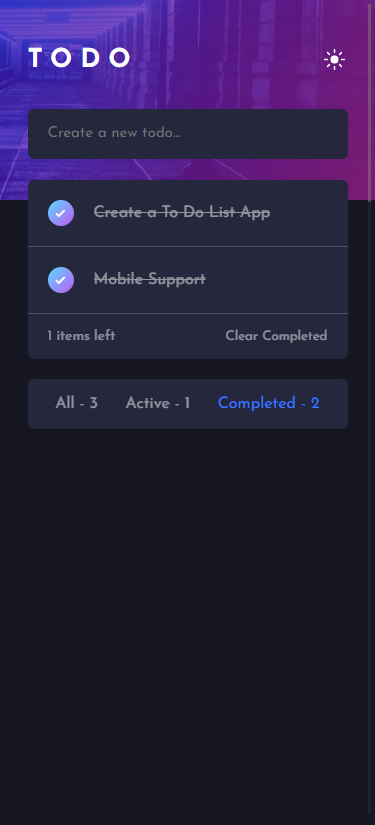 TODO
Create a new todo...
Create a To Do List App
Mobile Support
1 items left Clear Completed
All - 3 Active - 1 Completed - 2